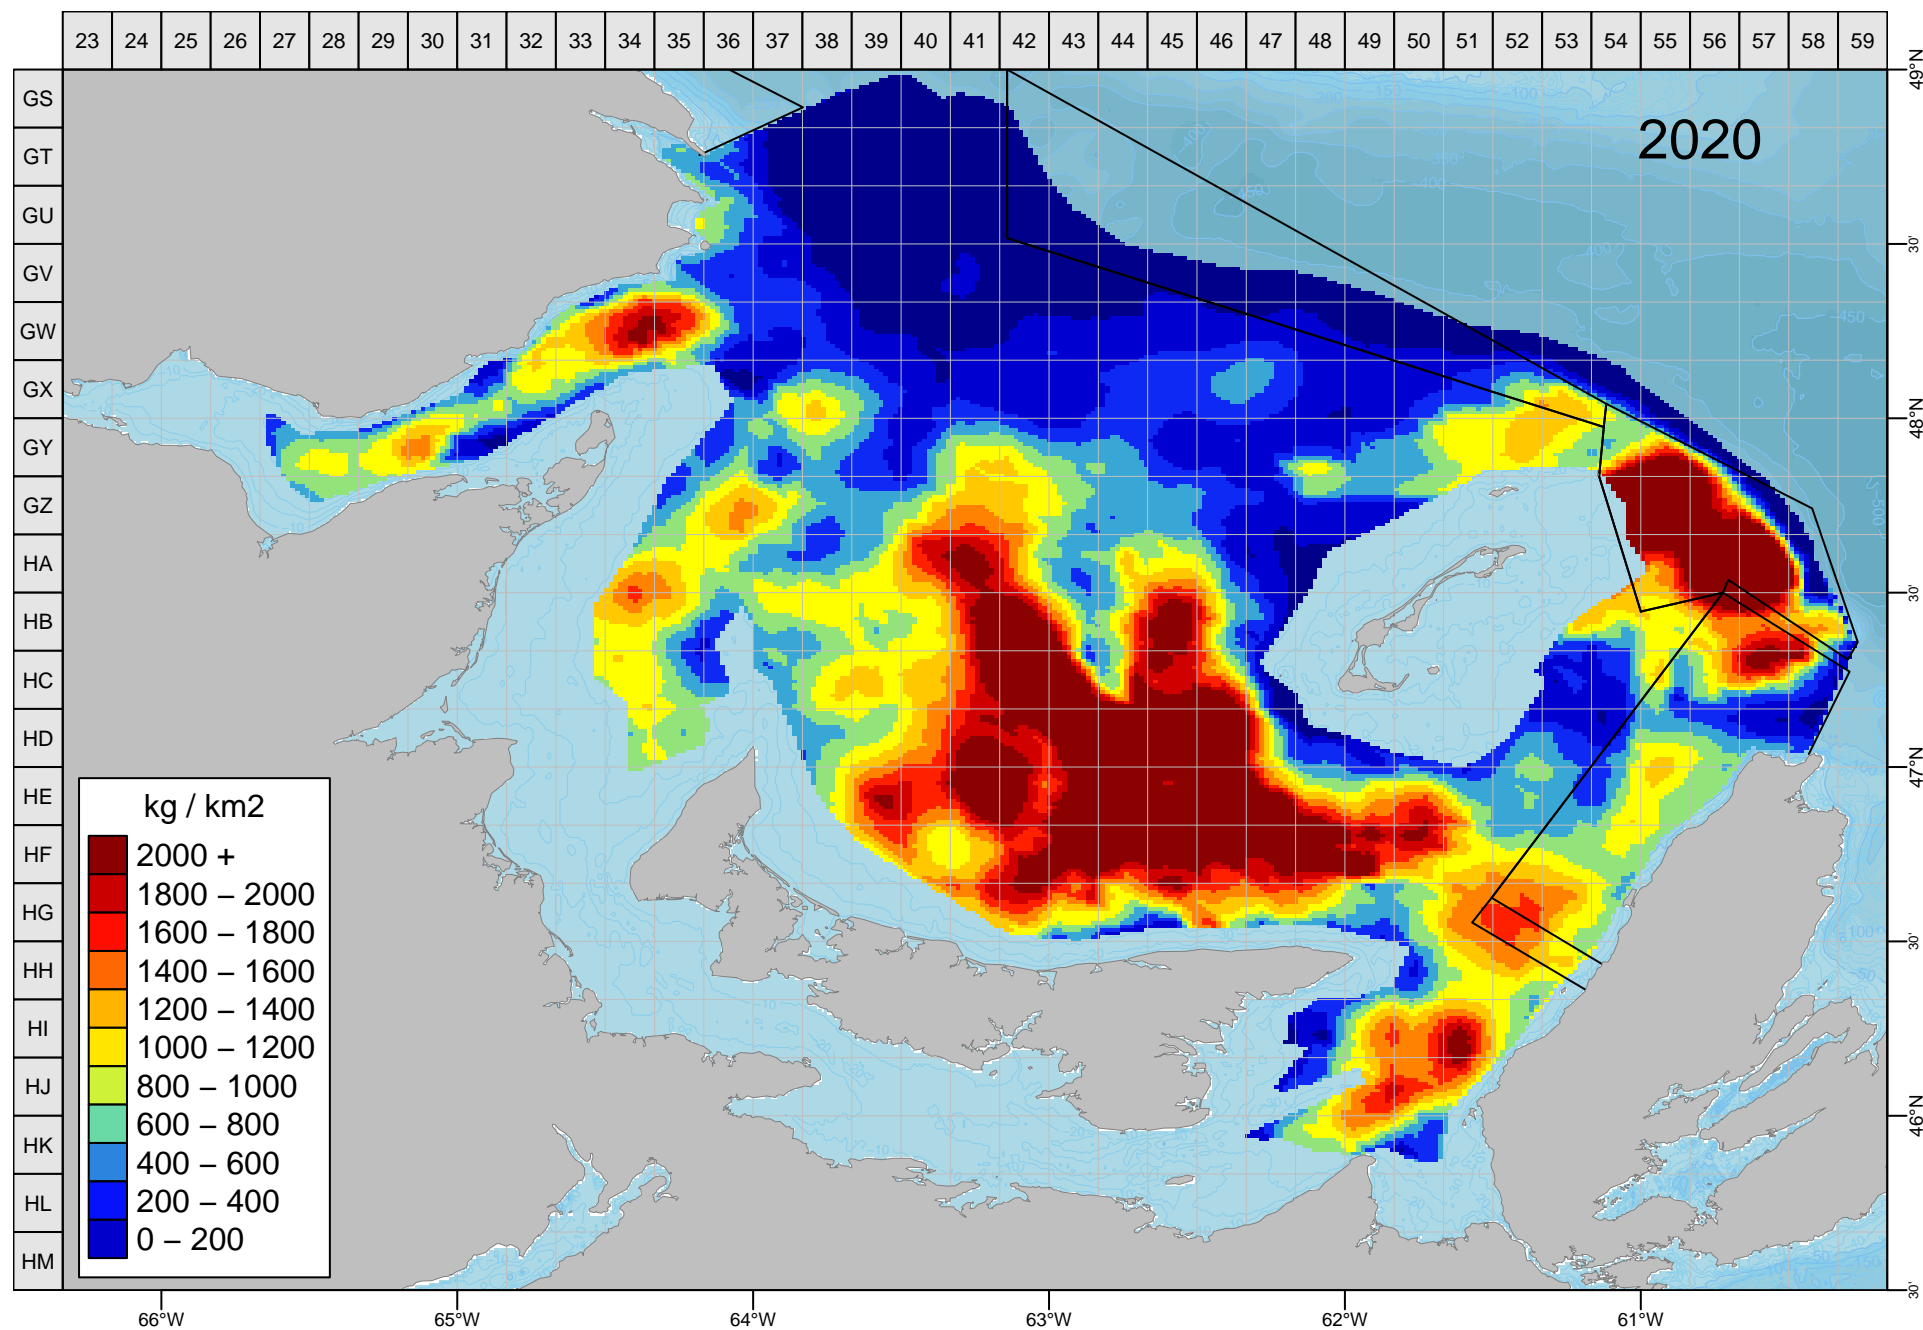 23 24 25 26 27 28 29 30 31 32 33 34 35 36 37 38 39 40 41 42 43 44 45 46 47 48 49 50 51 52 53 54 55 56 57 58 59
GS
GT
GU
GV
GW
GX
GY
GZ
HA
HB
HC
HD
HE
HF
HG
HH
HI
HJ
HK
HL
HM
2020
49°N
30'
48°N
30'
47°N
30'
46°N
30'
kg / km2
2000 +
1800 – 2000
1600 – 1800
1400 – 1600
1200 – 1400
1000 – 1200
800 – 1000
600 – 800
400 – 600
200 – 400
0 – 200
66°W 65°W 64°W 63°W 62°W 61°W